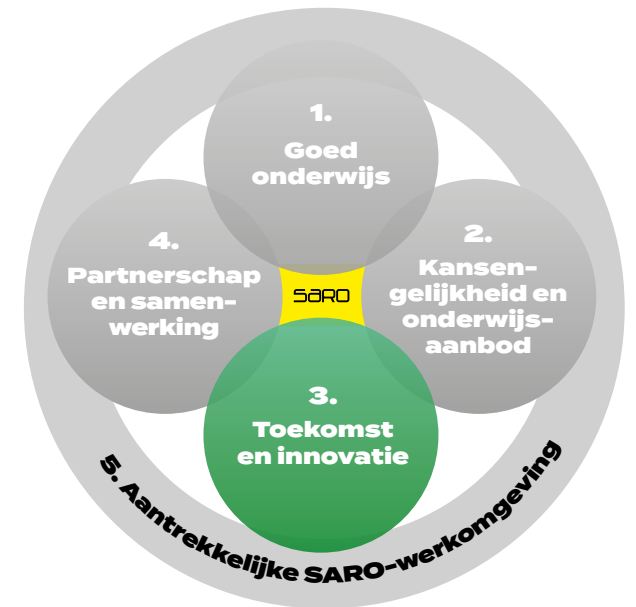 1.
Goed
onderwijs
4.
Partnerschap
en samen-
werking
2.
Kansen-
gelijkheid en
onderwijs-
aanbod
SARO
3.
Toekomst
en innovatie
5. Aantrekkelijke SARO-werkomgeving